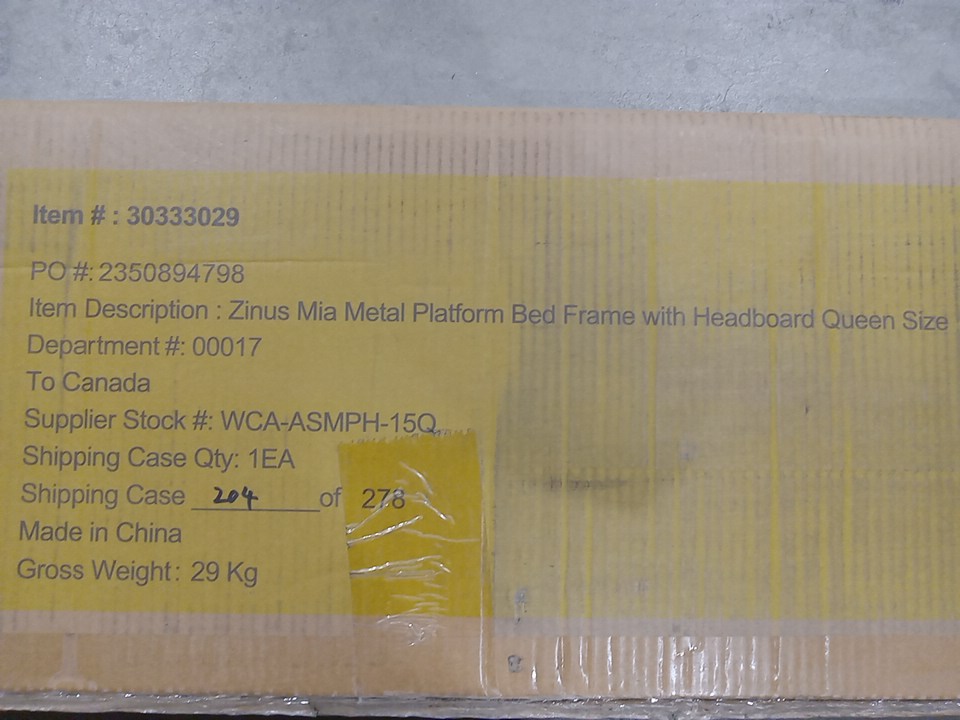 Item # : 30333029
PO #: 2350894798
Item Description : Zinus Mia Metal Platform Bed Frame with Headboard Queen Size
Department #: 00017
To Canada
Supplier Stock #: WCA-ASMPH-15Q
Shipping Case Qty: 1EA
Shipping Case 204 of 278
Made in China
Gross Weight: 29 Kg